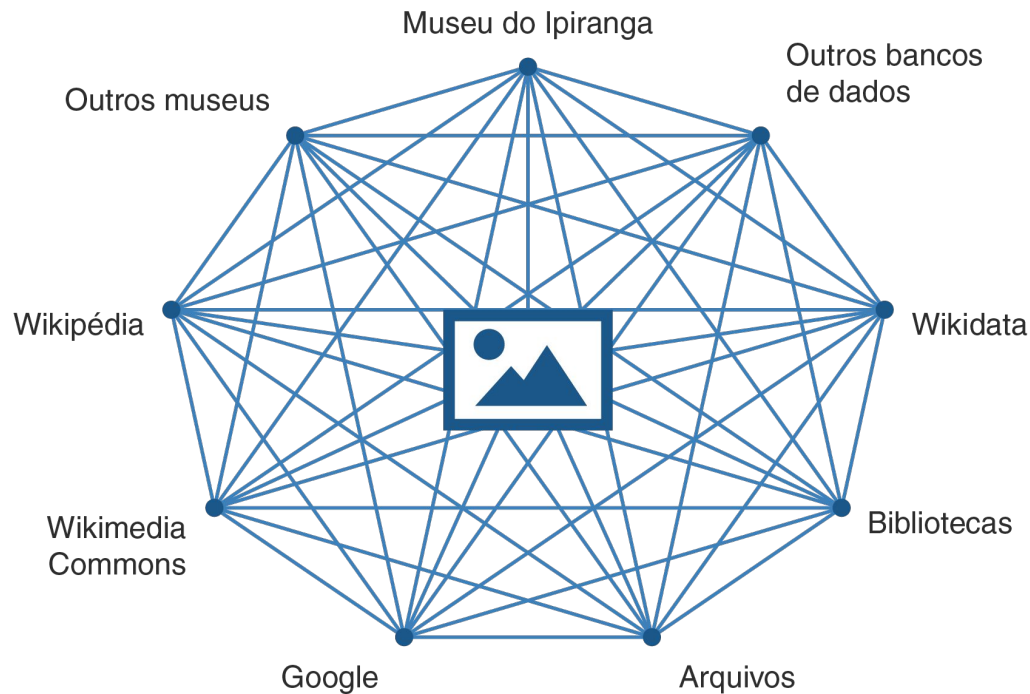 Museu do Ipiranga
Outros bancos
de dados
Outros museus
Wikipédia
Wikidata
Wikimedia
Commons
Bibliotecas
Google
Arquivos